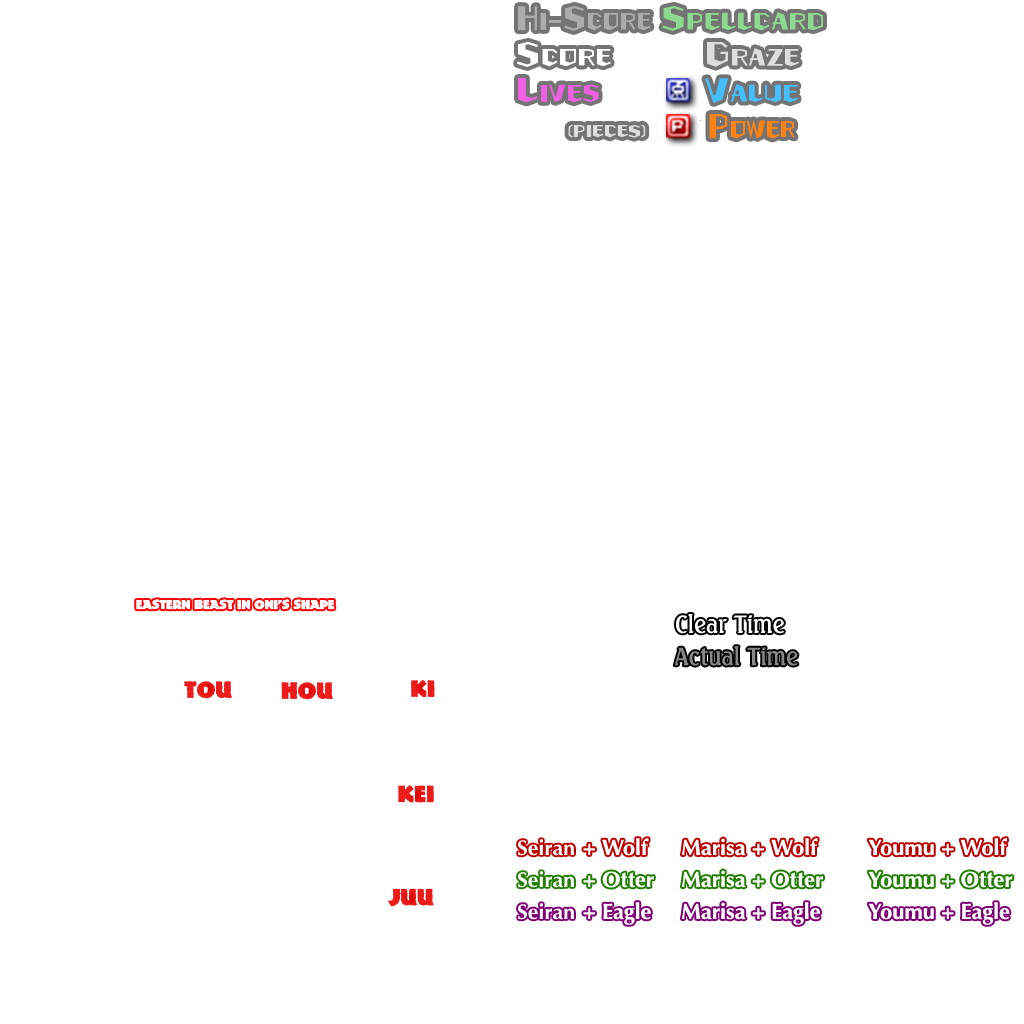 Hi-Score Spellcard
Score Graze
Lives Value
(pieces) P Power
EASTERN BEAST IN ONI'S SHAPE
Clear Time
Actual Time
TOU HOU KI
KEI
JUU
Seiran + Wolf Marisa + Wolf Youmu + Wolf
Seiran + Otter Marisa + Otter Youmu + Otter
Seiran + Eagle Marisa + Eagle Youmu + Eagle